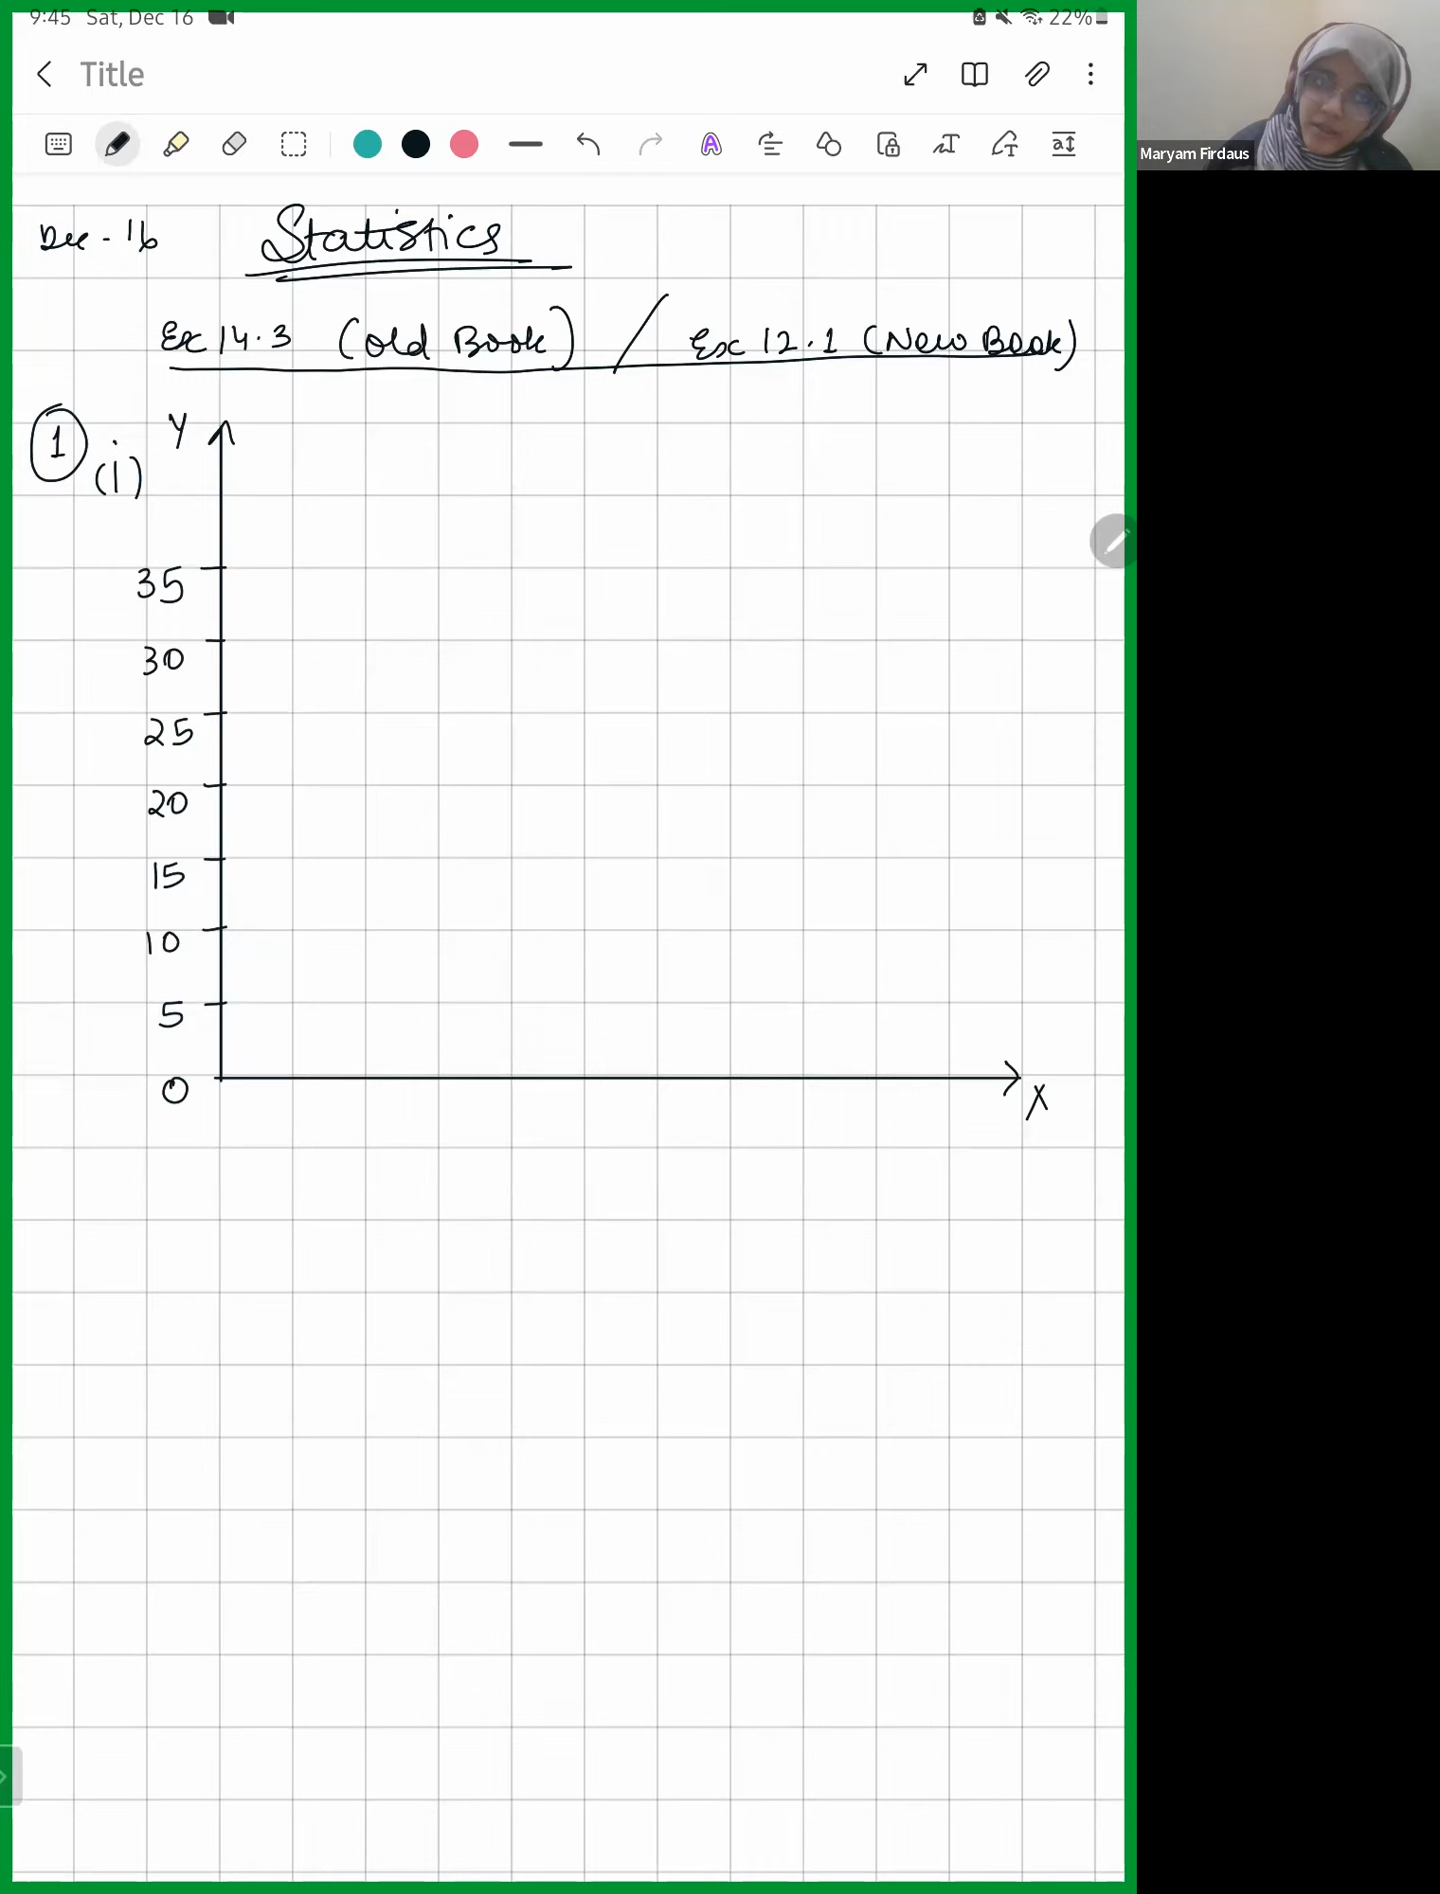 9:45 Sat, Dec 16 22%
Title
Maryam Firdaus
Dec - 16 Statistics
Ex 14.3 (Old Book) / Ex 12.1 (New Book)
1 (i) Y
35
30
25
20
15
10
5
0
X